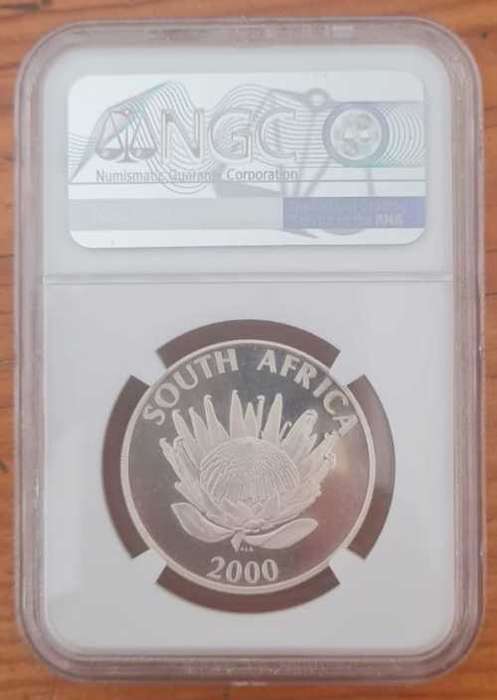 NGC
Numismatic Guaranty Corporation
SOUTH AFRICA
2000